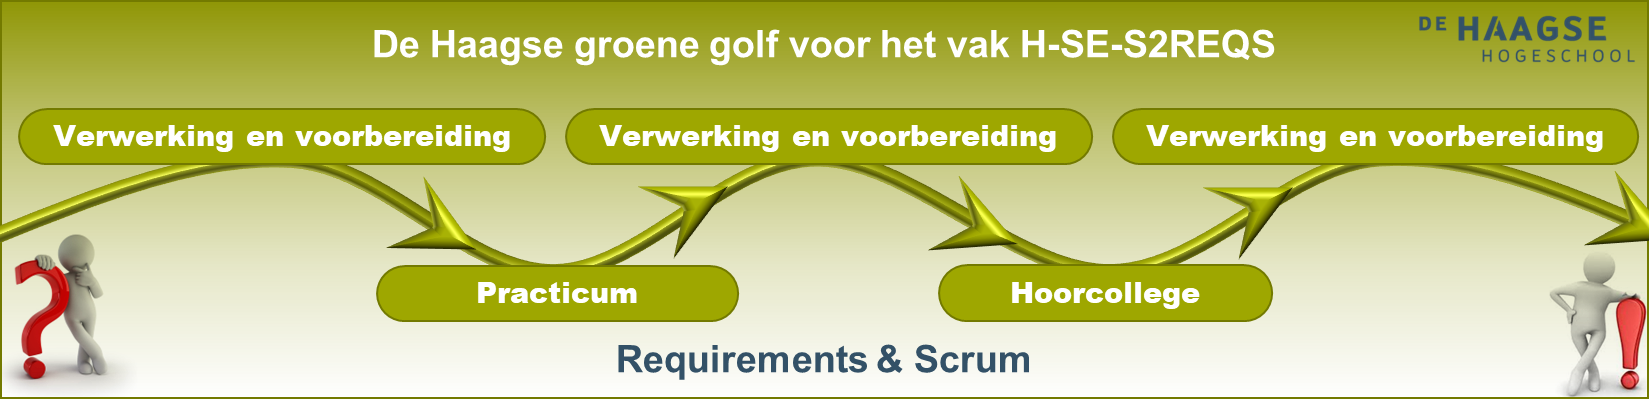 De Haagse groene golf voor het vak H-SE-S2REQS
DE HAAGSE
HOGESCHOOL
Verwerking en voorbereiding
Verwerking en voorbereiding
Verwerking en voorbereiding
Practicum
Hoorcollege
Requirements & Scrum